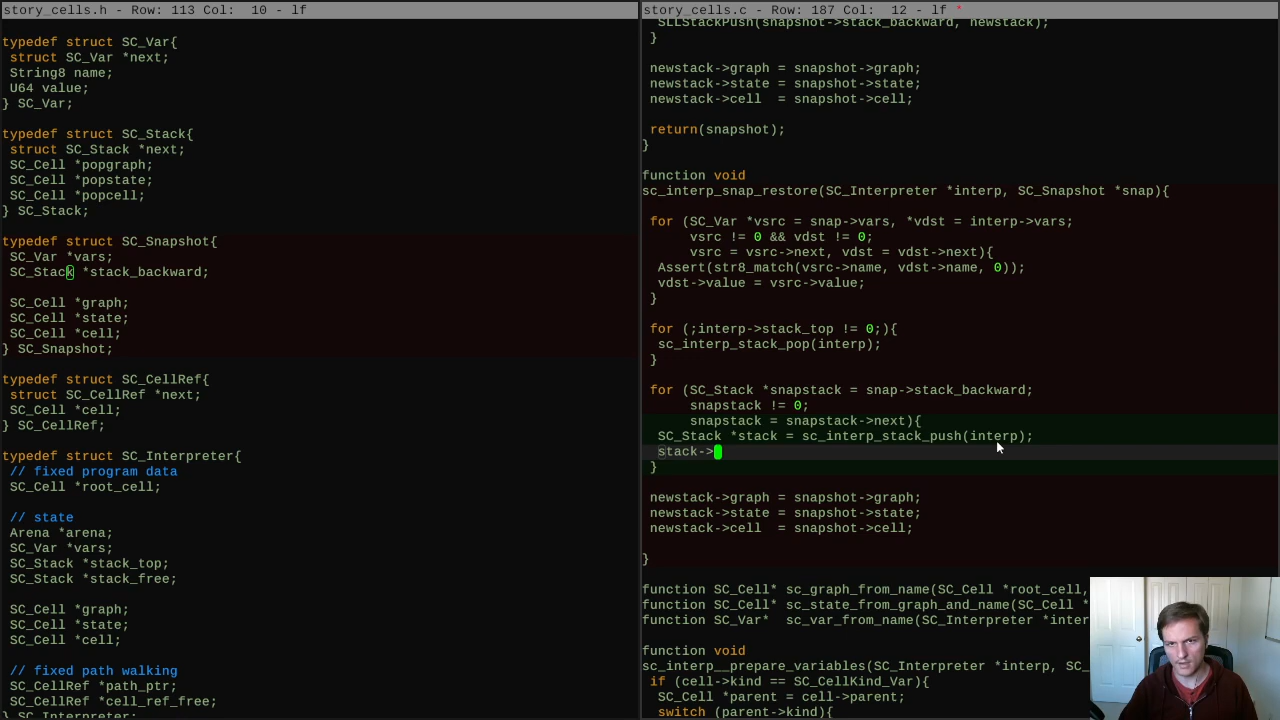 story_cells.h - Row: 113 Col:  10 - lf
typedef struct SC_Var{
 struct SC_Var *next;
 String8 name;
 U64 value;
} SC_Var;
typedef struct SC_Stack{
 struct SC_Stack *next;
 SC_Cell *popgraph;
 SC_Cell *popstate;
 SC_Cell *popcell;
} SC_Stack;
typedef struct SC_Snapshot{
 SC_Var *vars;
 SC_Stack *stack_backward;
 SC_Cell *graph;
 SC_Cell *state;
 SC_Cell *cell;
} SC_Snapshot;
typedef struct SC_CellRef{
 struct SC_CellRef *next;
 SC_Cell *cell;
} SC_CellRef;
typedef struct SC_Interpreter{
 // fixed program data
 SC_Cell *root_cell;
 // state
 Arena *arena;
 SC_Var *vars;
 SC_Stack *stack_top;
 SC_Stack *stack_free;
 SC_Cell *graph;
 SC_Cell *state;
 SC_Cell *cell;
 // fixed path walking
 SC_CellRef *path_ptr;
 SC_CellRef *cell_ref_free;
} SC_Interpreter;
story_cells.c - Row: 187 Col:  12 - lf *
  SLLStackPush(snapshot->stack_backward, newstack);
 }
 newstack->graph = snapshot->graph;
 newstack->state = snapshot->state;
 newstack->cell  = snapshot->cell;
 return(snapshot);
}
function void
sc_interp_snap_restore(SC_Interpreter *interp, SC_Snapshot *snap){
 for (SC_Var *vsrc = snap->vars, *vdst = interp->vars;
      vsrc != 0 && vdst != 0;
      vsrc = vsrc->next, vdst = vdst->next){
  Assert(str8_match(vsrc->name, vdst->name, 0));
  vdst->value = vsrc->value;
 }
 for (;interp->stack_top != 0;){
  sc_interp_stack_pop(interp);
 }
 for (SC_Stack *snapstack = snap->stack_backward;
      snapstack != 0;
      snapstack = snapstack->next){
  SC_Stack *stack = sc_interp_stack_push(interp);
  stack->
 }
 newstack->graph = snapshot->graph;
 newstack->state = snapshot->state;
 newstack->cell  = snapshot->cell;
}
function SC_Cell* sc_graph_from_name(SC_Cell *root_cell,
function SC_Cell* sc_state_from_graph_and_name(SC_Cell *
function SC_Var*  sc_var_from_name(SC_Interpreter *inter
function void
sc_interp__prepare_variables(SC_Interpreter *interp, SC_
 if (cell->kind == SC_CellKind_Var){
  SC_Cell *parent = cell->parent;
  switch (parent->kind){